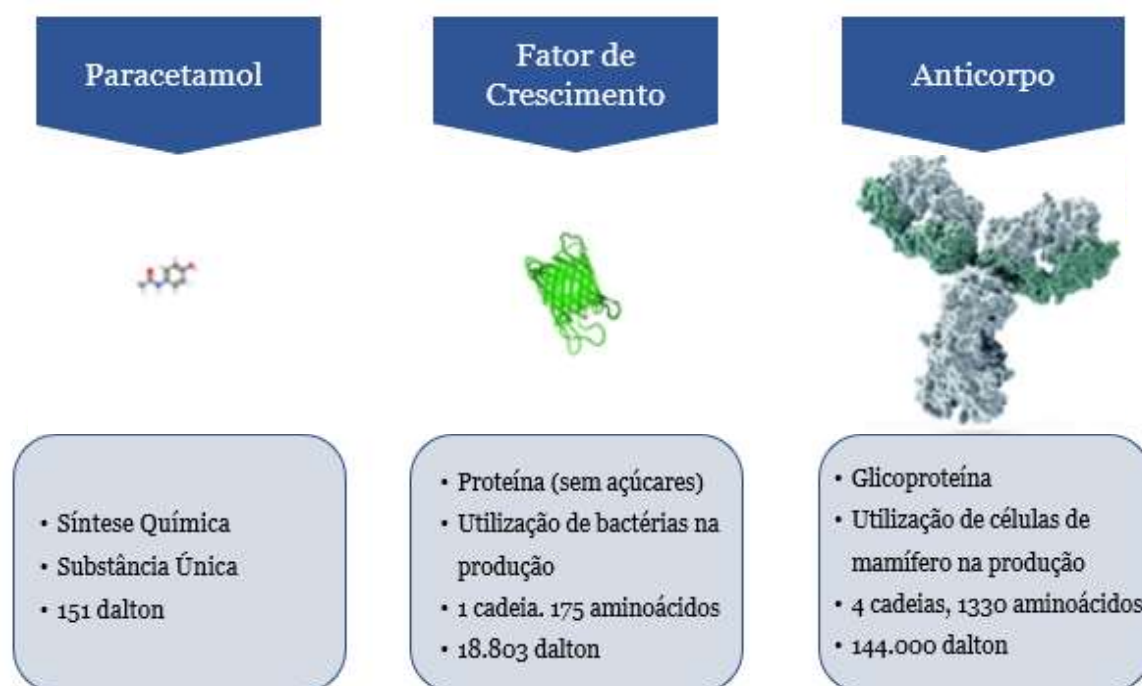 Paracetamol
Fator de
Crescimento
Anticorpo
• Síntese Química
• Substância Única
• 151 dalton
• Proteína (sem açúcares)
• Utilização de bactérias na
produção
• 1 cadeia. 175 aminoácidos
• 18.803 dalton
• Glicoproteína
• Utilização de células de
mamífero na produção
• 4 cadeias, 1330 aminoácidos
• 144.000 dalton